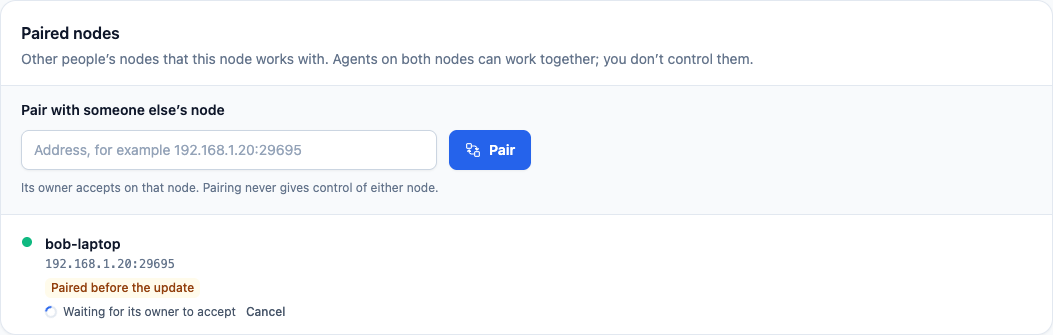 Paired nodes
Other people’s nodes that this node works with. Agents on both nodes can work together; you don’t control them.
Pair with someone else’s node
Address, for example 192.168.1.20:29695
Pair
Its owner accepts on that node. Pairing never gives control of either node.
bob-laptop
192.168.1.20:29695
Paired before the update
Waiting for its owner to accept Cancel